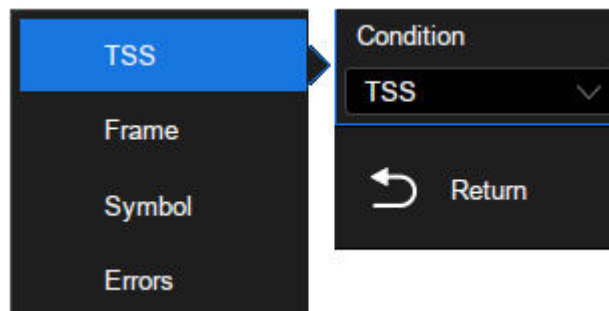 TSS
Frame
Symbol
Errors
Condition
TSS
Return